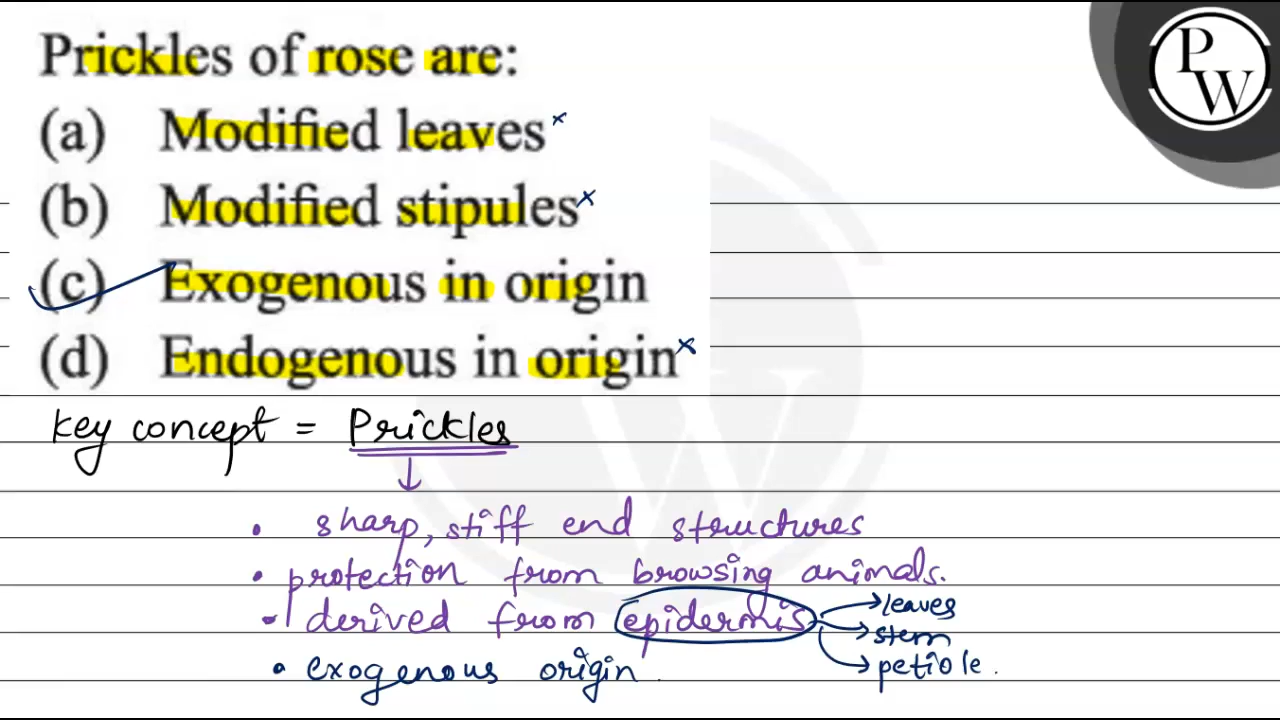 Prickles of rose are:
(a) Modified leaves ×
(b) Modified stipules ×
(c) Exogenous in origin
(d) Endogenous in origin ×
key concept = Prickles
• sharp, stiff end structures
• protection from browsing animals.
• derived from epidermis → leaves
→ stem
→ petiole.
• exogenous origin.
PW